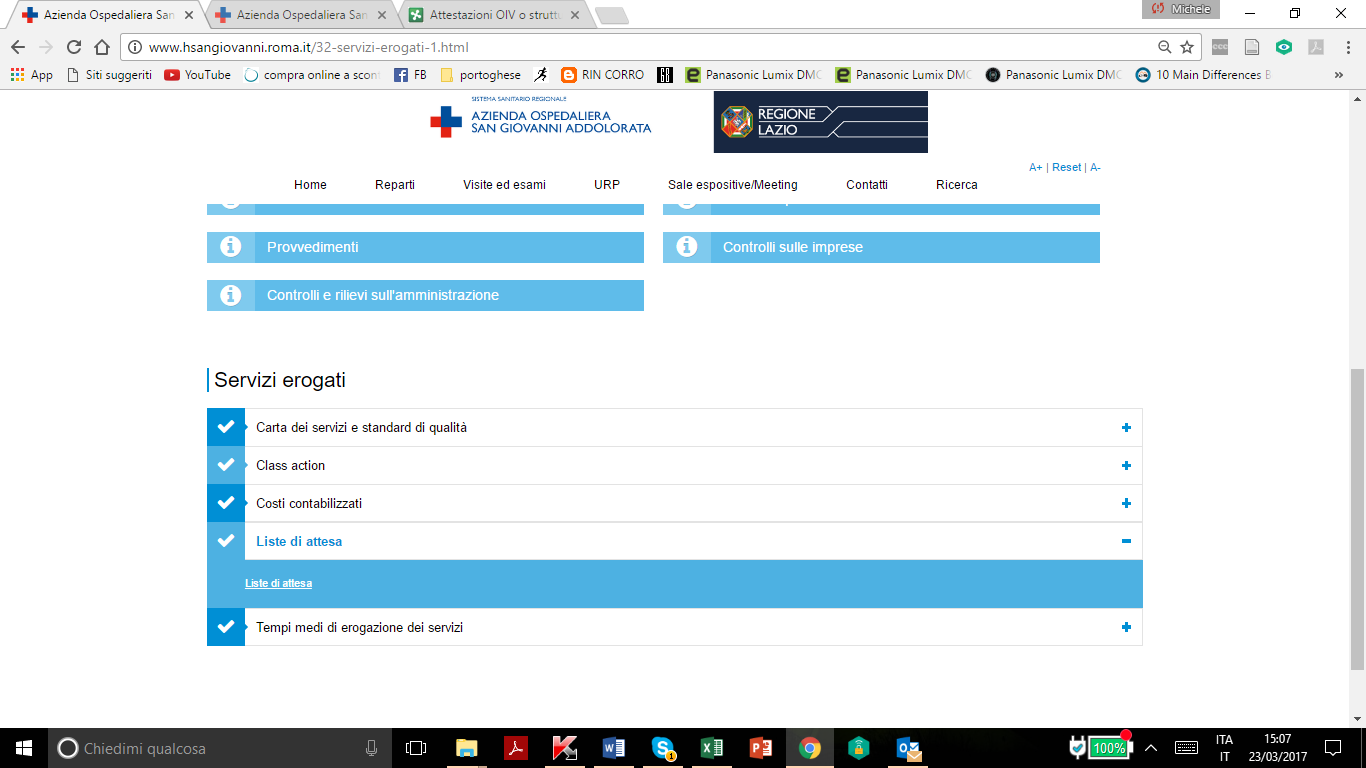 Azienda Ospedaliera San
Azienda Ospedaliera San
Attestazioni OIV o struttu
Michele
www.hsangiovanni.roma.it/32-servizi-erogati-1.html
App
Siti suggeriti
YouTube
compra online a scon
FB
portoghese
RIN CORRO
Panasonic Lumix DMC
Panasonic Lumix DMC
Panasonic Lumix DMC
10 Main Differences B
»
SISTEMA SANITARIO REGIONALE
AZIENDA OSPEDALIERA
SAN GIOVANNI ADDOLORATA
REGIONE
LAZIO
A+ | Reset | A-
Home Reparti Visite ed esami URP Sale espositive/Meeting Contatti Ricerca
Provvedimenti
Controlli sulle imprese
Controlli e rilievi sull'amministrazione
Servizi erogati
Carta dei servizi e standard di qualità
Class action
Costi contabilizzati
Liste di attesa
Liste di attesa
Tempi medi di erogazione dei servizi
Chiedimi qualcosa
100%
ITA
IT
15:07
23/03/2017